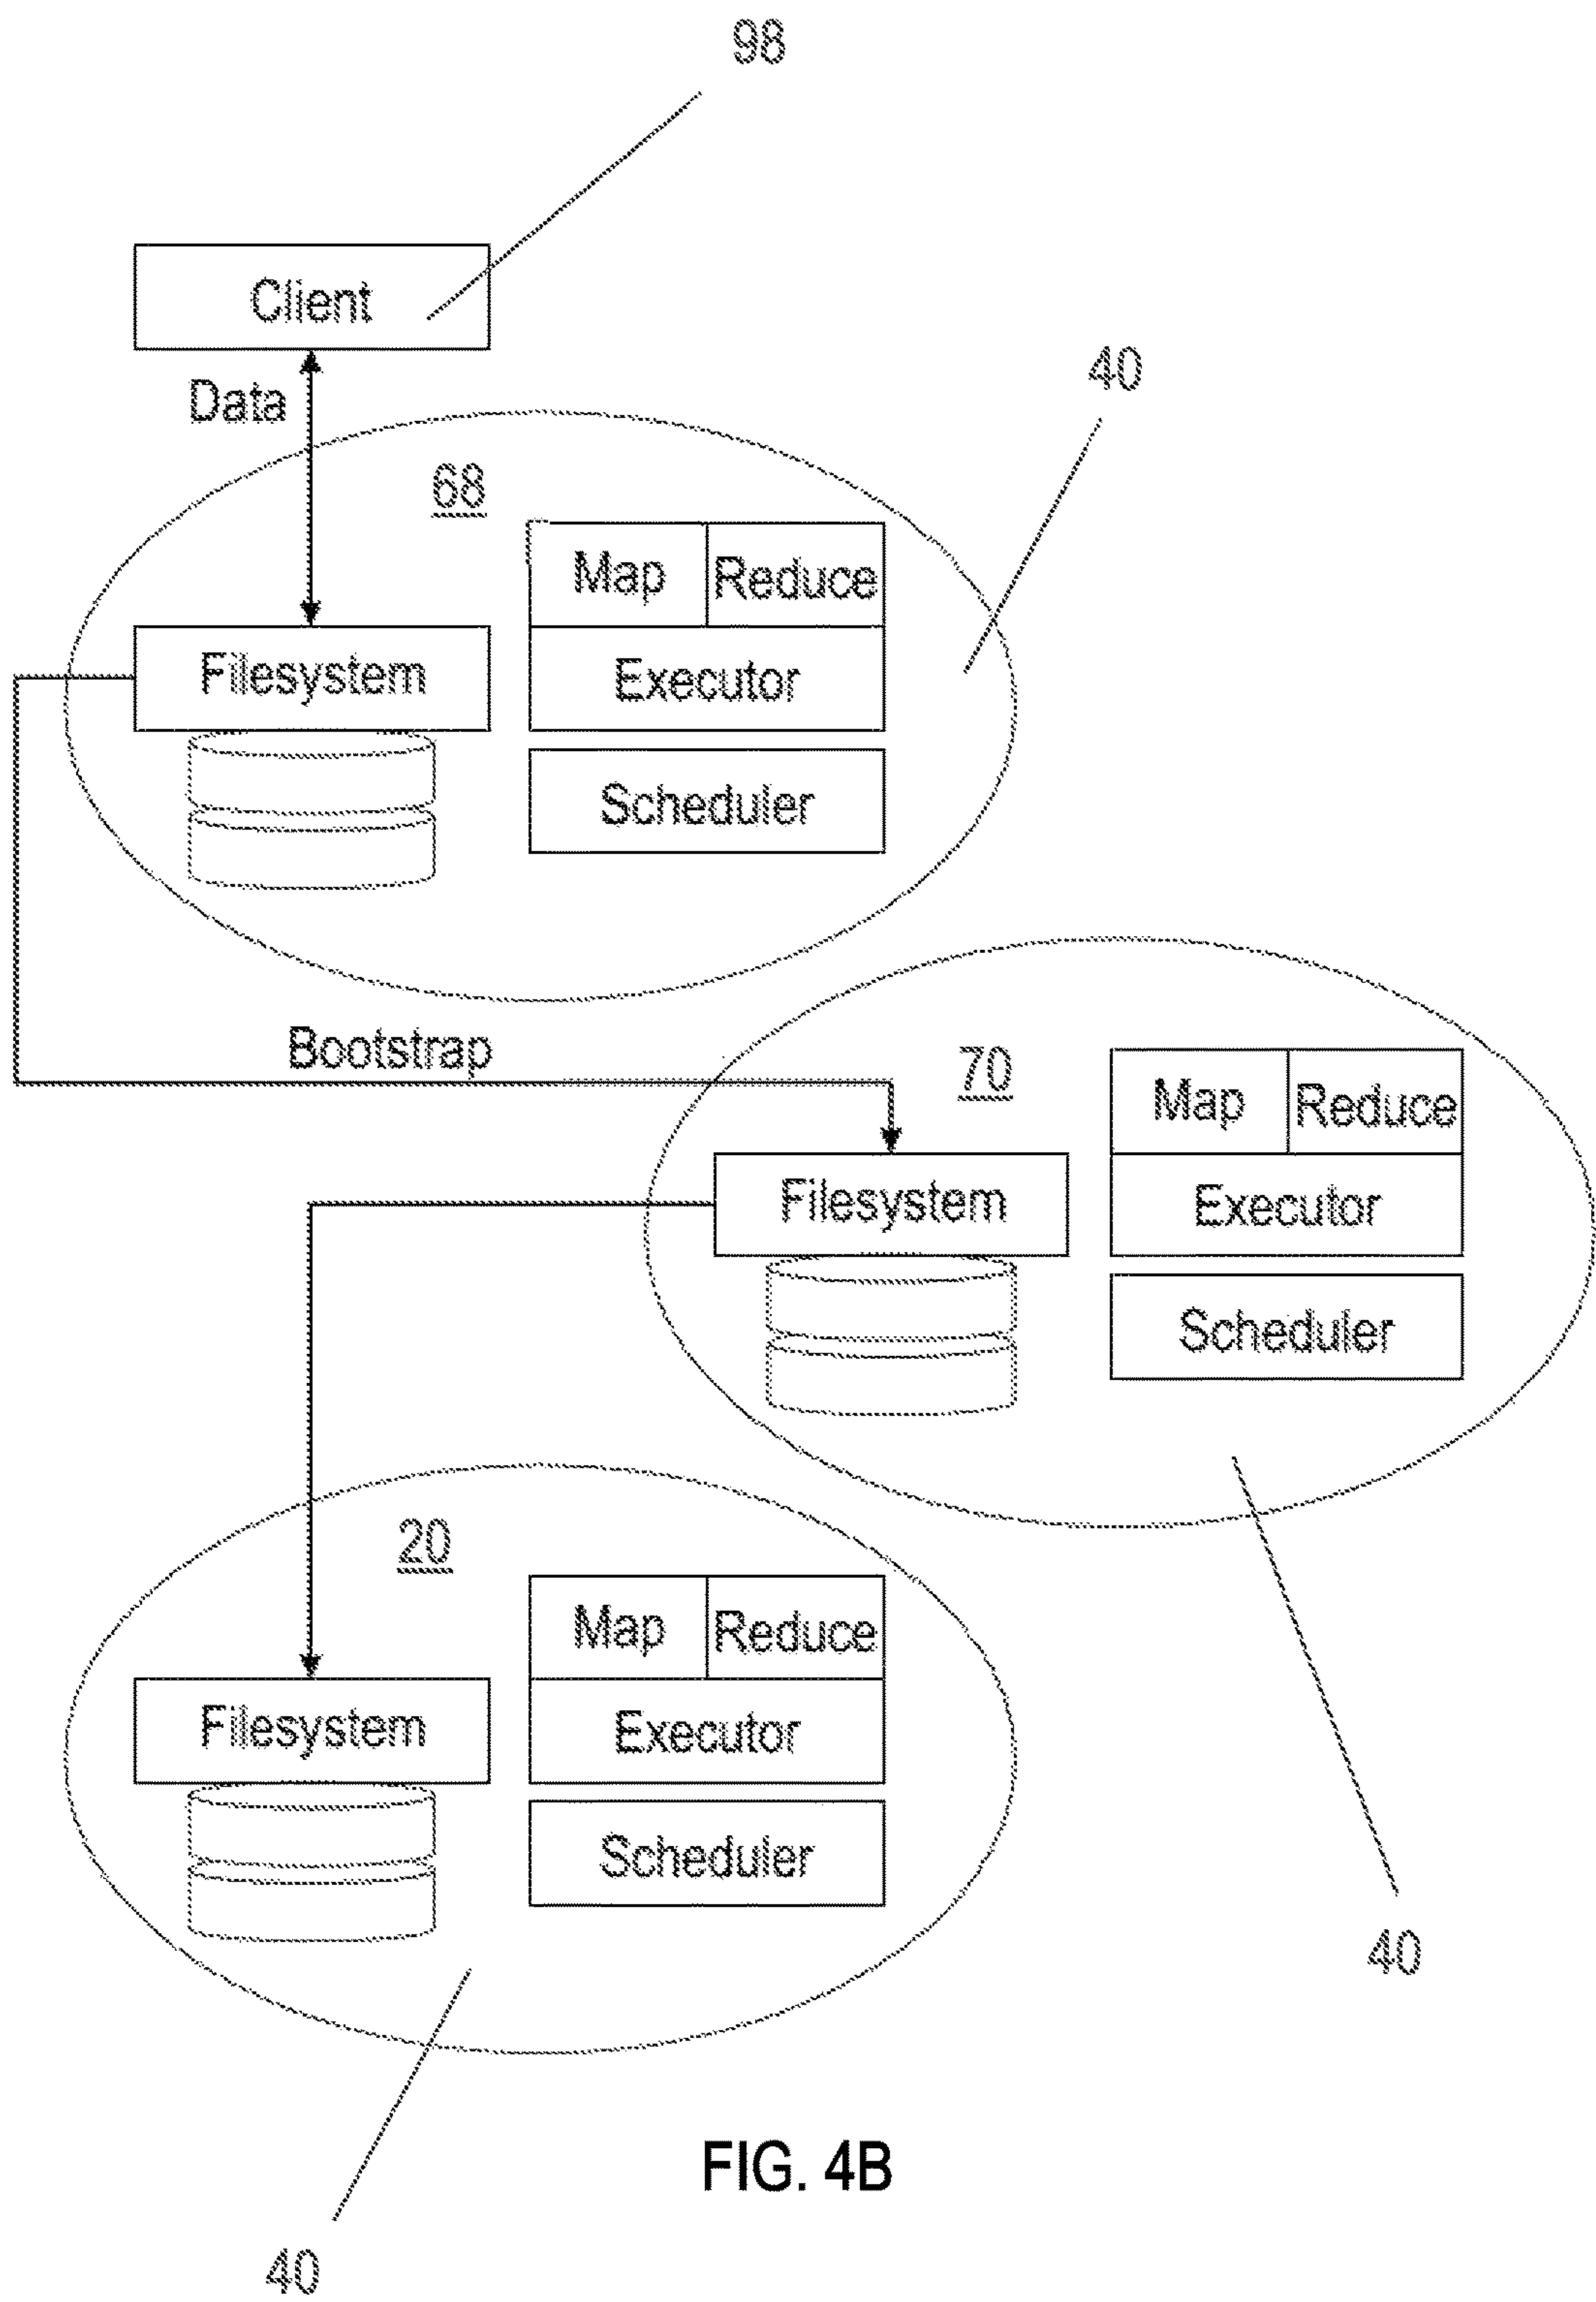 98
Client
Data
40
68
Map Reduce
Filesystem Executor
Scheduler
Bootstrap
70
Map Reduce
Filesystem Executor
Scheduler
20
Map Reduce
Filesystem Executor
Scheduler
40
FIG. 4B
40